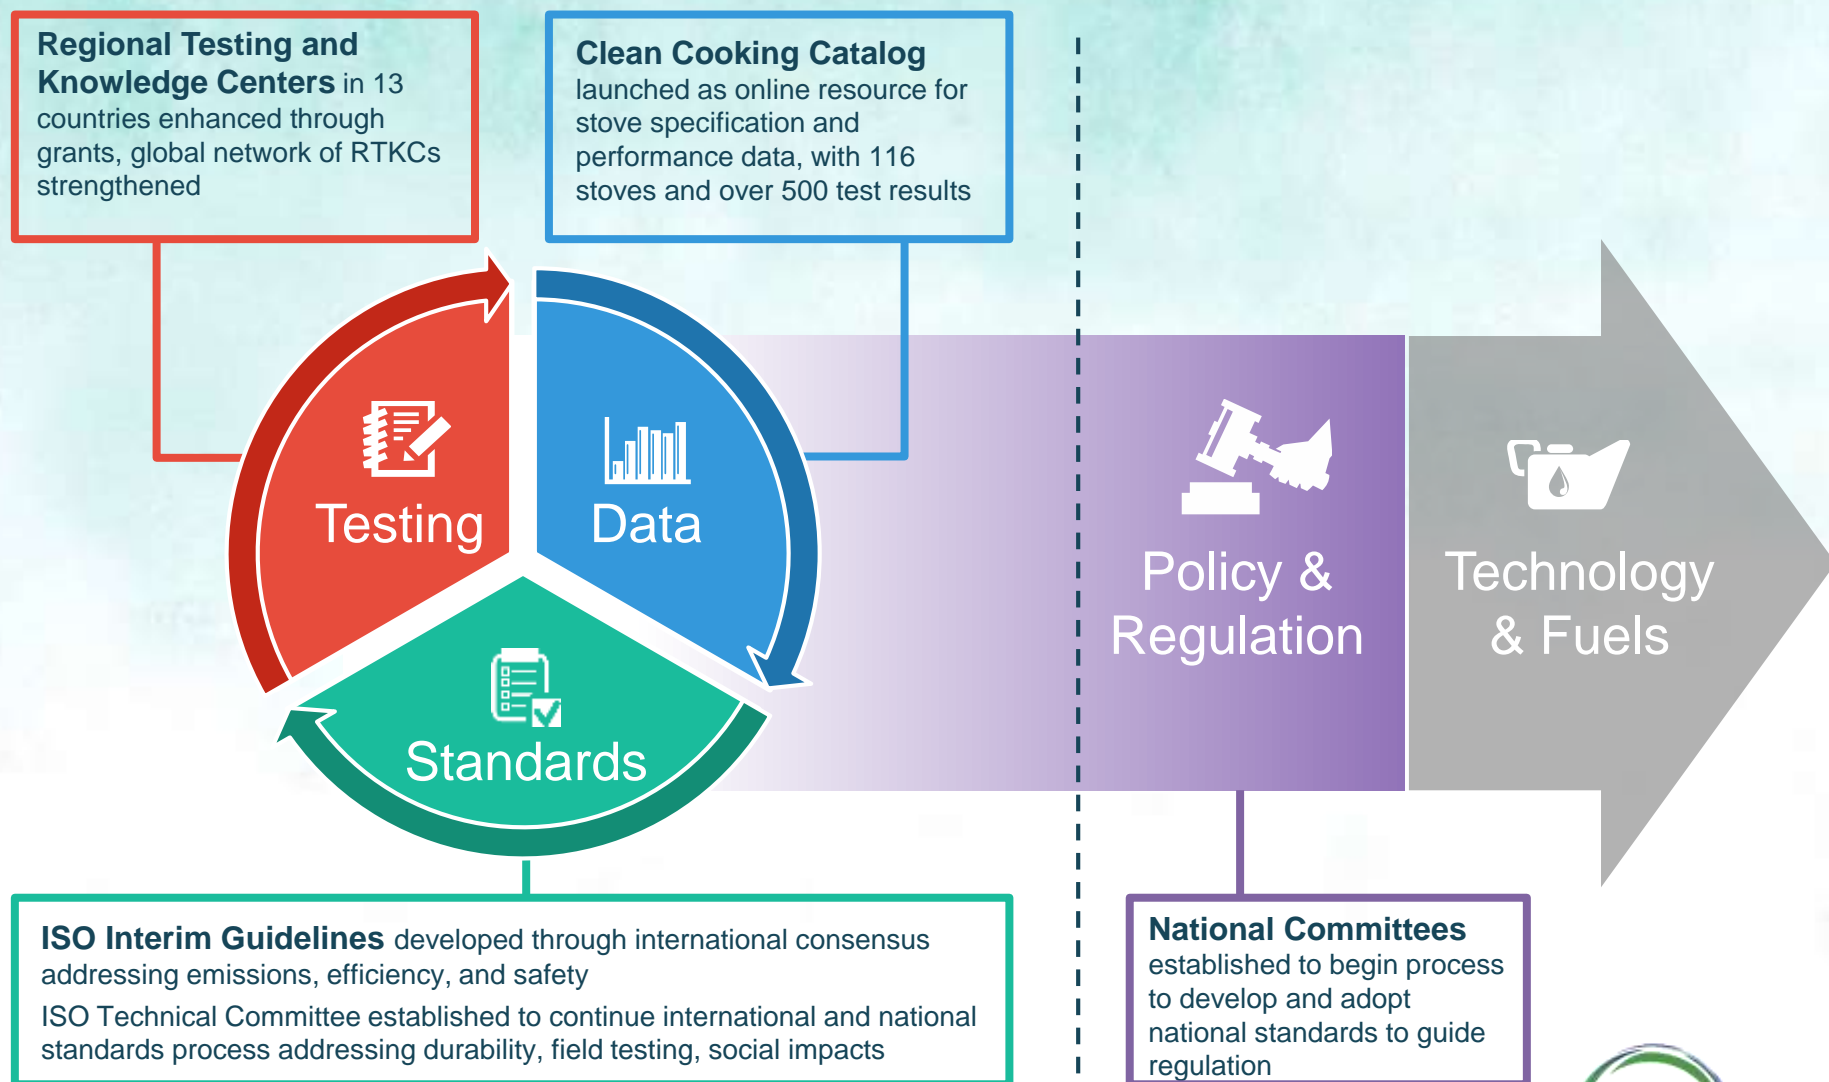 Regional Testing and
Knowledge Centers in 13
countries enhanced through
grants, global network of RTKCs
strengthened
Clean Cooking Catalog
launched as online resource for
stove specification and
performance data, with 116
stoves and over 500 test results
Testing
Data
Standards
Policy &
Regulation
Technology
& Fuels
ISO Interim Guidelines developed through international consensus
addressing emissions, efficiency, and safety
ISO Technical Committee established to continue international and national
standards process addressing durability, field testing, social impacts
National Committees
established to begin process
to develop and adopt
national standards to guide
regulation